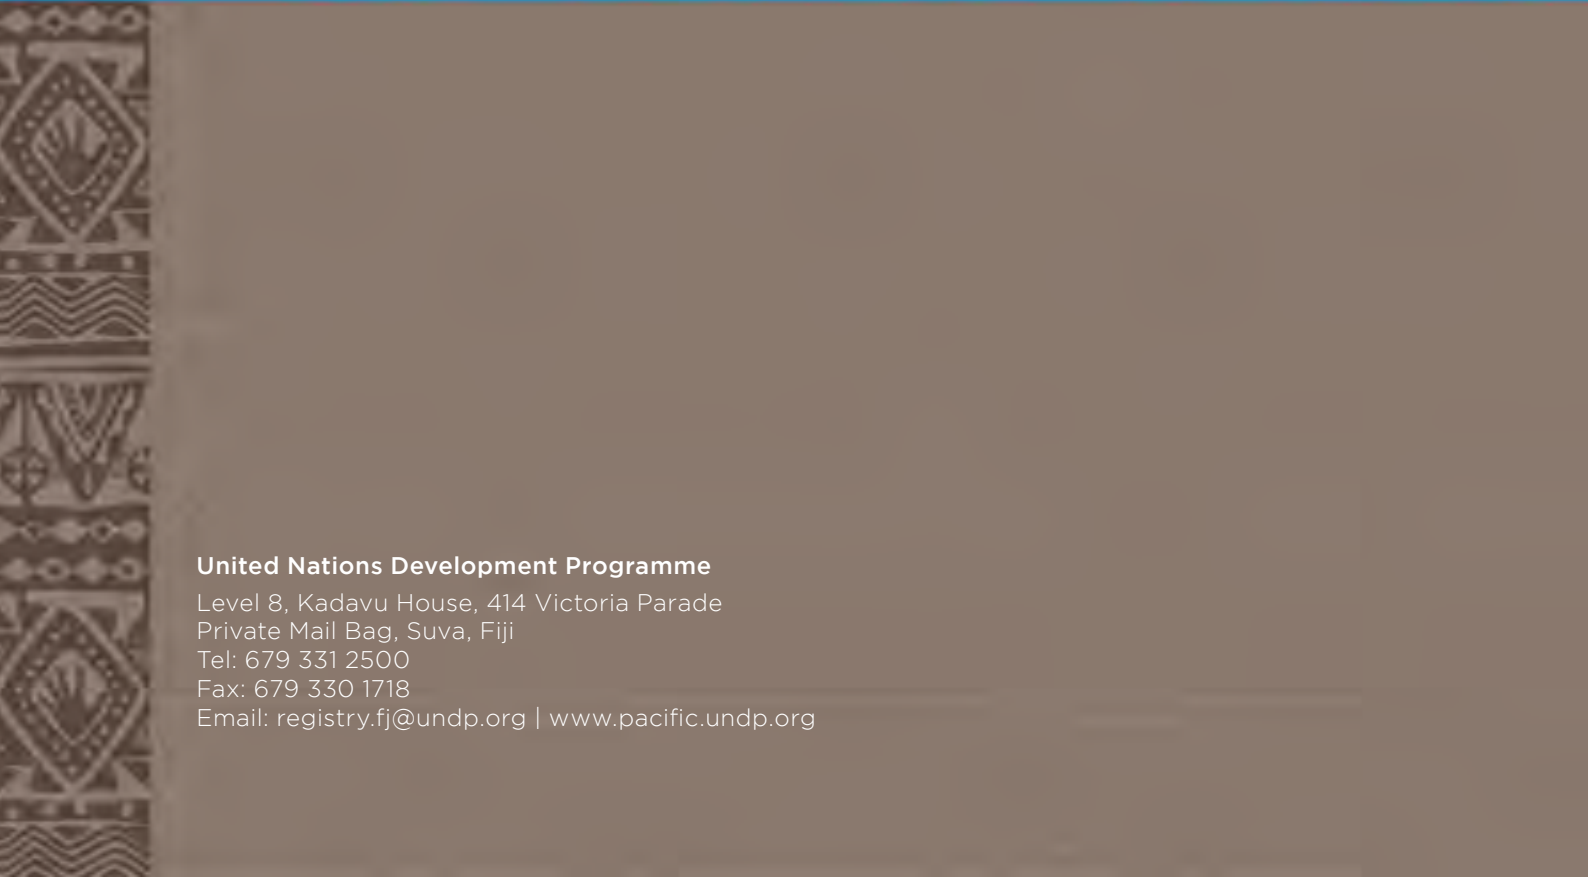 United Nations Development Programme
Level 8, Kadavu House, 414 Victoria Parade
Private Mail Bag, Suva, Fiji
Tel: 679 331 2500
Fax: 679 330 1718
Email: registry.fj@undp.org | www.pacific.undp.org